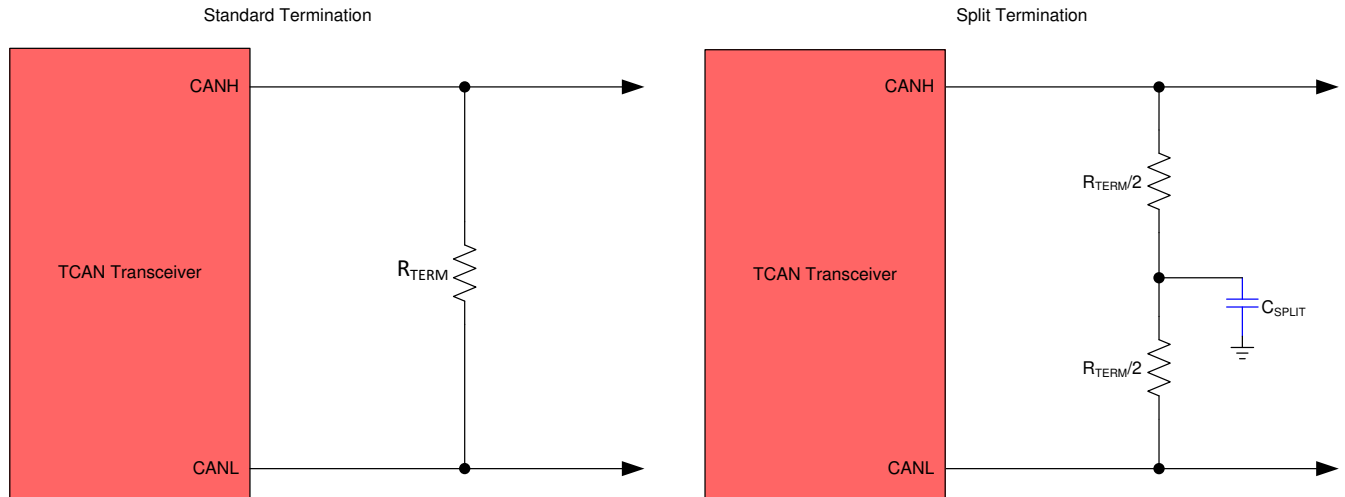 Standard Termination
CANH
TCAN Transceiver
RTERM
CANL
Split Termination
CANH
TCAN Transceiver
RTERM/2
CSPLIT
RTERM/2
CANL